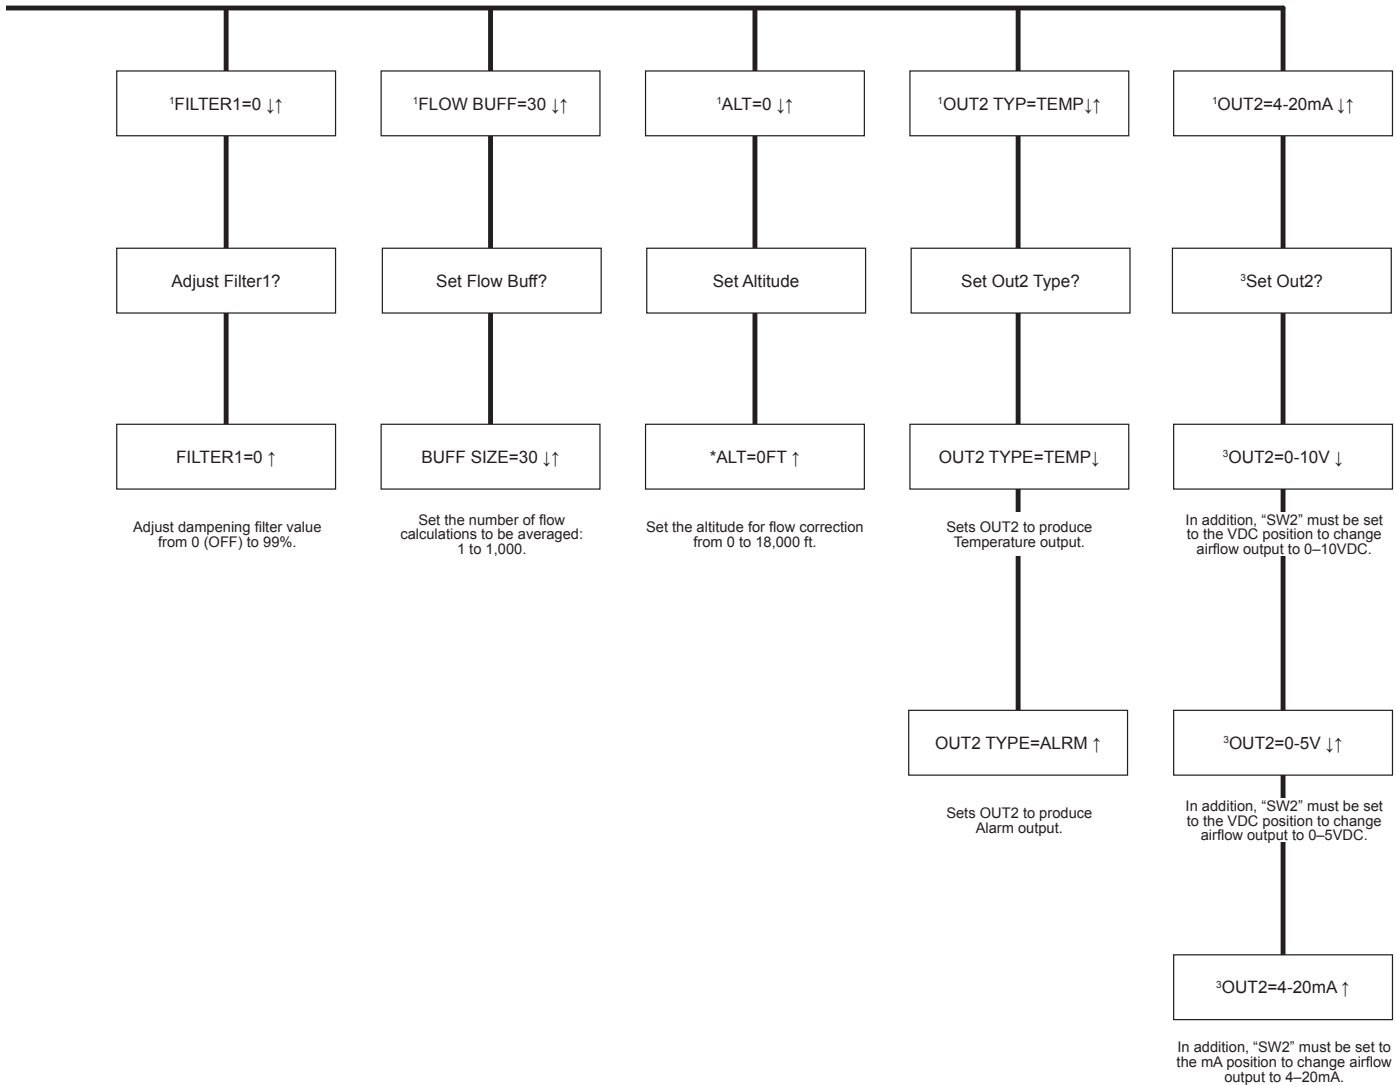 ¹FILTER1=0 ↓↑
¹FLOW BUFF=30 ↓↑
¹ALT=0 ↓↑
¹OUT2 TYP=TEMP↓↑
¹OUT2=4-20mA ↓↑
Adjust Filter1?
Set Flow Buff?
Set Altitude
Set Out2 Type?
³Set Out2?
FILTER1=0 ↑
BUFF SIZE=30 ↓↑
*ALT=0FT ↑
OUT2 TYPE=TEMP↓
³OUT2=0-10V ↓
Adjust dampening filter value
from 0 (OFF) to 99%.
Set the number of flow
calculations to be averaged:
1 to 1,000.
Set the altitude for flow correction
from 0 to 18,000 ft.
Sets OUT2 to produce
Temperature output.
In addition, “SW2” must be set
to the VDC position to change
airflow output to 0–10VDC.
OUT2 TYPE=ALRM ↑
³OUT2=0-5V ↓↑
Sets OUT2 to produce
Alarm output.
In addition, “SW2” must be set
to the VDC position to change
airflow output to 0–5VDC.
³OUT2=4-20mA ↑
In addition, “SW2” must be set to
the mA position to change airflow
output to 4–20mA.